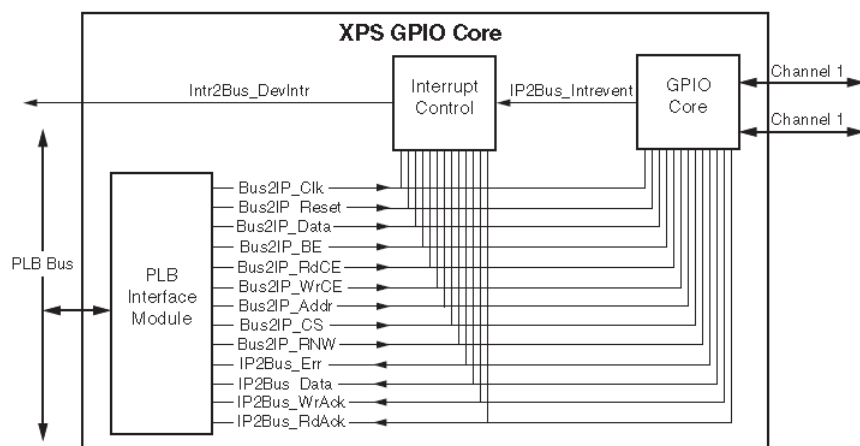 XPS GPIO Core
Intr2Bus_DevIntr
Interrupt
Control
IP2Bus_Intrevent
GPIO
Core
Channel 1
Channel 1
PLB Bus
PLB
Interface
Module
Bus2IP_Clk
Bus2IP_Reset
Bus2IP_Data
Bus2IP_BE
Bus2IP_RdCE
Bus2IP_WrCE
Bus2IP_Addr
Bus2IP_CS
Bus2IP_RNW
IP2Bus_Err
IP2Bus_Data
IP2Bus_WrAck
IP2Bus_RdAck